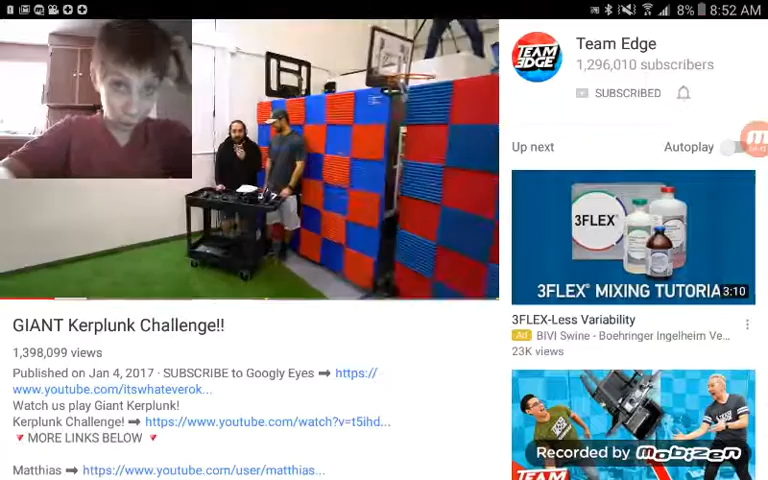 8% 8:52 AM
TEAM
EDGE
Team Edge
1,296,010 subscribers
SUBSCRIBED
Up next
Autoplay
3FLEX
3FLEX® MIXING TUTORIA
3:10
GIANT Kerplunk Challenge!!
1,398,099 views
Published on Jan 4, 2017 · SUBSCRIBE to Googly Eyes ➡ https://
www.youtube.com/itswhateverok...
Watch us play Giant Kerplunk!
Kerplunk Challenge! ➡ https://www.youtube.com/watch?v=t5ihd...
🔻 MORE LINKS BELOW 🔻
Matthias ➡ https://www.youtube.com/user/matthias...
3FLEX-Less Variability
Ad BIVI Swine - Boehringer Ingelheim Ve...
23K views
TEAM
Recorded by Mobizen